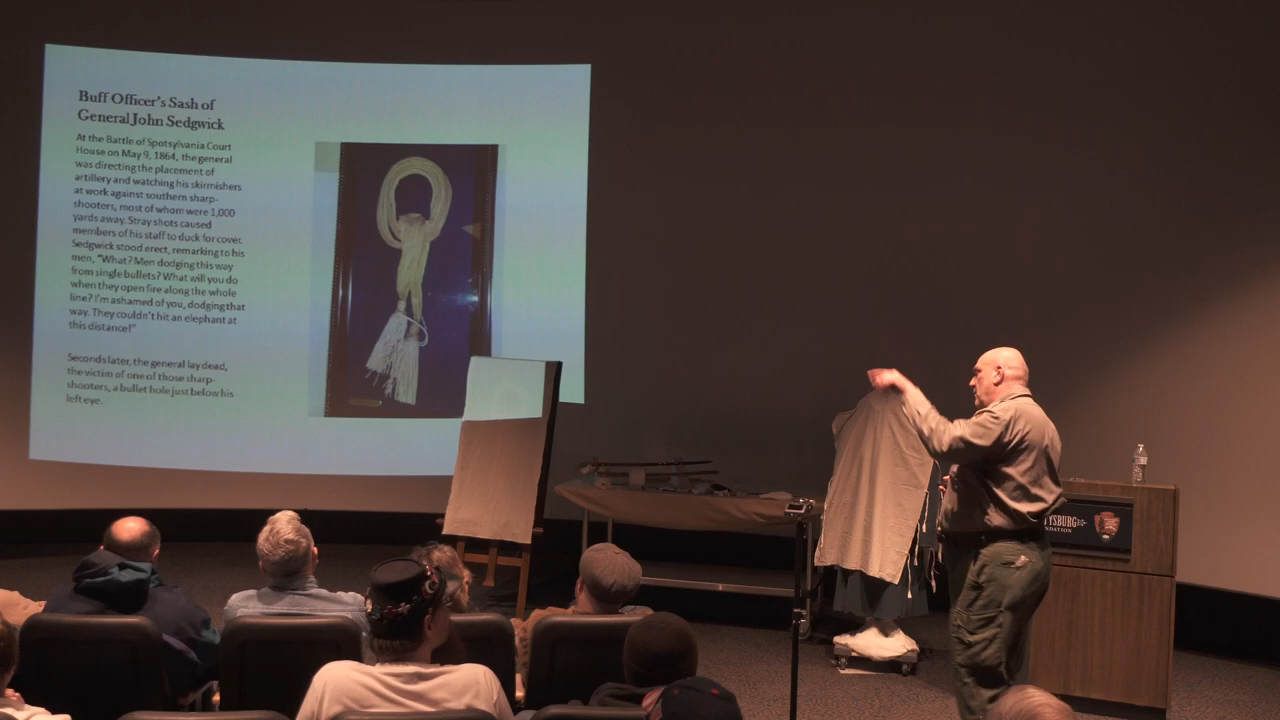 Buff Officer's Sash of
General John Sedgwick
At the Battle of Spotsylvania Court
House on May 9, 1864, the general
was directing the placement of
artillery and watching his skirmishers
at work against southern sharp-
shooters, most of whom were 1,000
yards away. Stray shots caused
members of his staff to duck for cover.
Sedgwick stood erect, remarking to his
men, "What? Men dodging this way
from single bullets? What will you do
when they open fire along the whole
line? I'm ashamed of you, dodging that
way. They couldn't hit an elephant at
this distance!"
Seconds later, the general lay dead,
the victim of one of those sharp-
shooters, a bullet hole just below his
left eye.
TYSBURG
NDATION